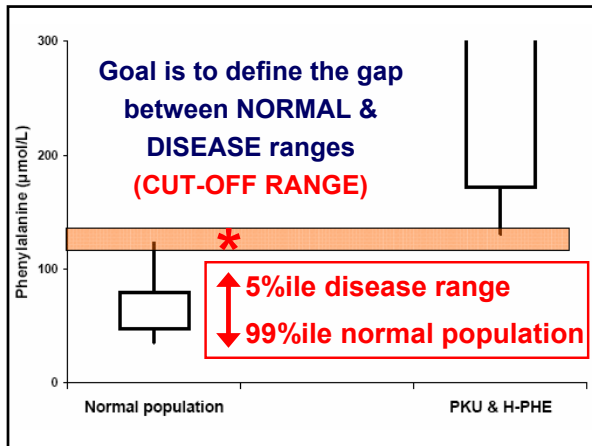 Goal is to define the gap
between NORMAL &
DISEASE ranges
(CUT-OFF RANGE)
*
5%ile disease range
99%ile normal population
Phenylalanine (µmol/L)
300
200
100
0
Normal population
PKU & H-PHE